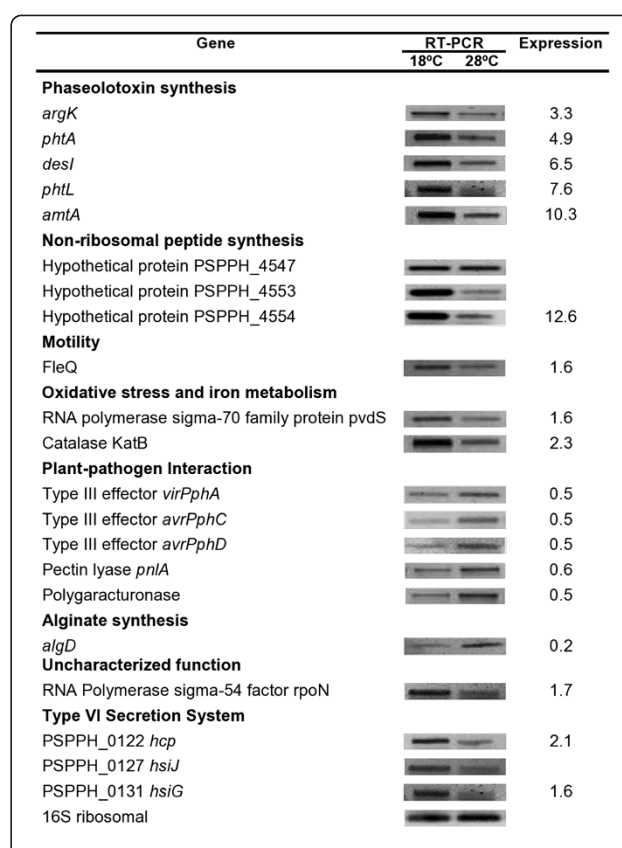 Gene RT-PCR Expression
18ºC 28ºC
Phaseolotoxin synthesis
argK 3.3
phtA 4.9
desI 6.5
phtL 7.6
amtA 10.3
Non-ribosomal peptide synthesis
Hypothetical protein PSPPH_4547
Hypothetical protein PSPPH_4553
Hypothetical protein PSPPH_4554 12.6
Motility
FleQ 1.6
Oxidative stress and iron metabolism
RNA polymerase sigma-70 family protein pvdS 1.6
Catalase KatB 2.3
Plant-pathogen Interaction
Type III effector virPphA 0.5
Type III effector avrPphC 0.5
Type III effector avrPphD 0.5
Pectin lyase pnlA 0.6
Polygaracturonase 0.5
Alginate synthesis
algD 0.2
Uncharacterized function
RNA Polymerase sigma-54 factor rpoN 1.7
Type VI Secretion System
PSPPH_0122 hcp 2.1
PSPPH_0127 hsiJ
PSPPH_0131 hsiG 1.6
16S ribosomal